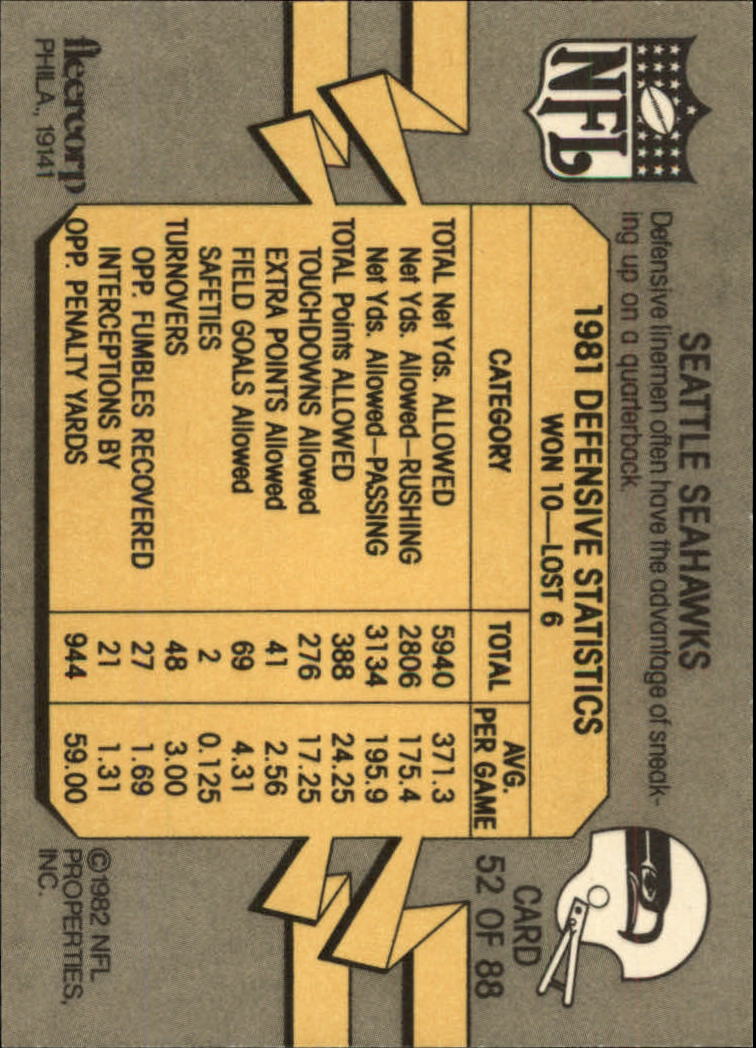 NFL
SEATTLE SEAHAWKS
Defensive linemen often have the advantage of sneak-
ing up on a quarterback.
CARD
52 OF 88
1981 DEFENSIVE STATISTICS
WON 10—LOST 6
CATEGORY TOTAL AVG. PER GAME
TOTAL Net Yds. ALLOWED 5940 371.3
Net Yds. Allowed—RUSHING 2806 175.4
Net Yds. Allowed—PASSING 3134 195.9
TOTAL Points ALLOWED 388 24.25
TOUCHDOWNS Allowed 276 17.25
EXTRA POINTS Allowed 41 2.56
FIELD GOALS Allowed 69 4.31
SAFETIES 2 0.125
TURNOVERS 48 3.00
OPP. FUMBLES RECOVERED 27 1.69
INTERCEPTIONS BY 21 1.31
OPP. PENALTY YARDS 944 59.00
fleercorp
PHILA., 19141
©1982 NFL
PROPERTIES,
INC.